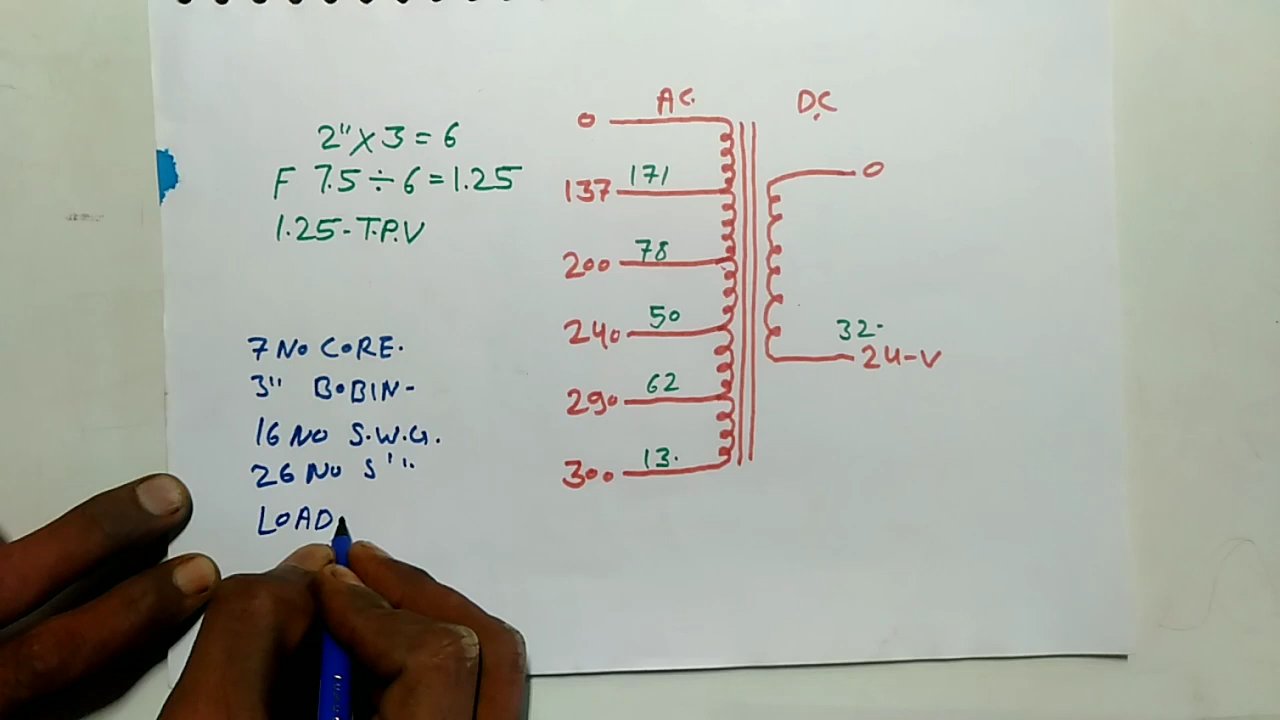 2" X 3 = 6
F 7.5 ÷ 6 = 1.25
1.25 - T.P.V
7 NO CORE.
3" BOBIN -
16 NO S.W.G.
26 NO S " .
LOAD
AC. DC
0
137 171
200 78
240 50
290 62
300 13.
0
32.
24-V